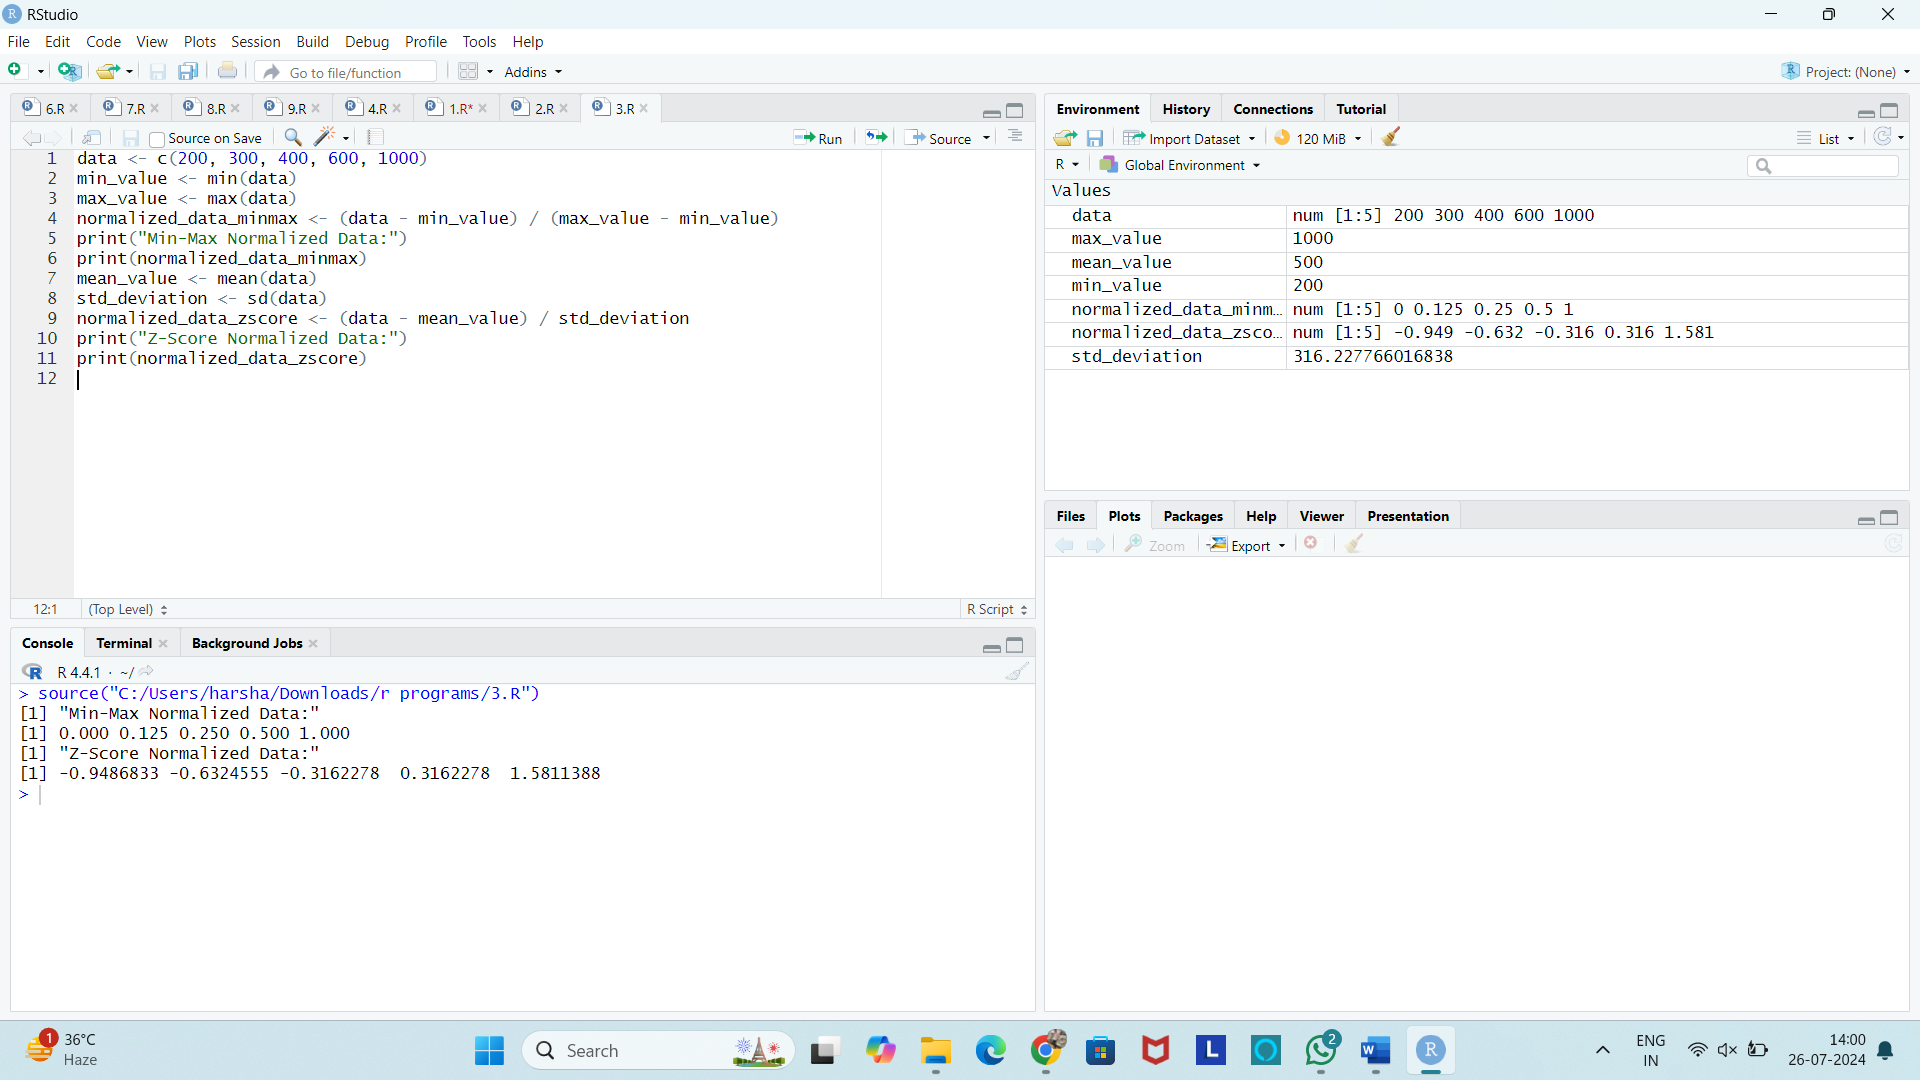 RStudio
File Edit Code View Plots Session Build Debug Profile Tools Help
Go to file/function Addins Project: (None)
6.R 7.R 8.R 9.R 4.R 1.R* 2.R 3.R
Source on Save Run Source
1 data <- c(200, 300, 400, 600, 1000)
2 min_value <- min(data)
3 max_value <- max(data)
4 normalized_data_minmax <- (data - min_value) / (max_value - min_value)
5 print("Min-Max Normalized Data:")
6 print(normalized_data_minmax)
7 mean_value <- mean(data)
8 std_deviation <- sd(data)
9 normalized_data_zscore <- (data - mean_value) / std_deviation
10 print("Z-Score Normalized Data:")
11 print(normalized_data_zscore)
12
12:1 (Top Level) R Script
Console Terminal Background Jobs
R R 4.4.1 · ~/
> source("C:/Users/harsha/Downloads/r programs/3.R")
[1] "Min-Max Normalized Data:"
[1] 0.000 0.125 0.250 0.500 1.000
[1] "Z-Score Normalized Data:"
[1] -0.9486833 -0.6324555 -0.3162278  0.3162278  1.5811388
>
Environment History Connections Tutorial
Import Dataset 120 MiB List
R Global Environment
Values
data num [1:5] 200 300 400 600 1000
max_value 1000
mean_value 500
min_value 200
normalized_data_minm… num [1:5] 0 0.125 0.25 0.5 1
normalized_data_zsco… num [1:5] -0.949 -0.632 -0.316 0.316 1.581
std_deviation 316.227766016838
Files Plots Packages Help Viewer Presentation
Zoom Export
1 36°C
Haze
Search
L
2
W
R
ENG
IN
14:00
26-07-2024